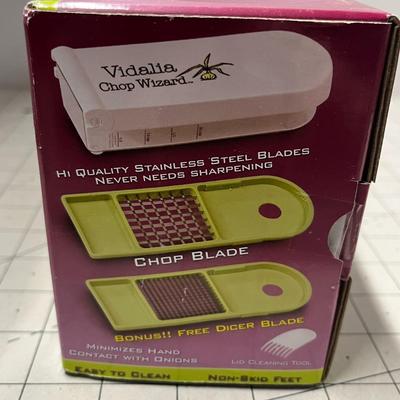 Vidalia
Chop Wizard™
Hi Quality Stainless Steel Blades
Never needs sharpening
Chop Blade
Bonus!! Free Dicer Blade
Minimizes Hand
Contact with Onions
Lid Cleaning Tool
Easy to Clean
Non-Skid Feet